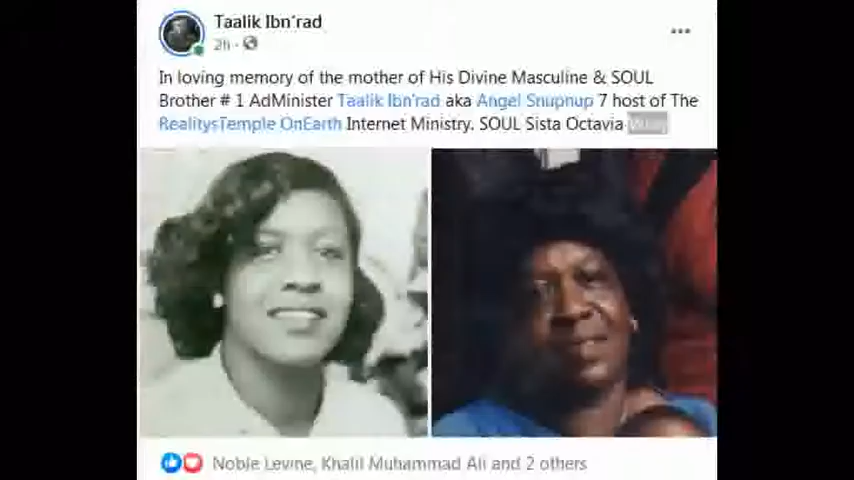 Taalik Ibn'rad
2h ·
In loving memory of the mother of His Divine Masculine & SOUL
Brother # 1 AdMinister Taalik Ibn'rad aka Angel Snupnup 7 host of The
RealitysTemple OnEarth Internet Ministry. SOUL Sista Octavia
Noble Levine, Khalil Muhammad Ali and 2 others